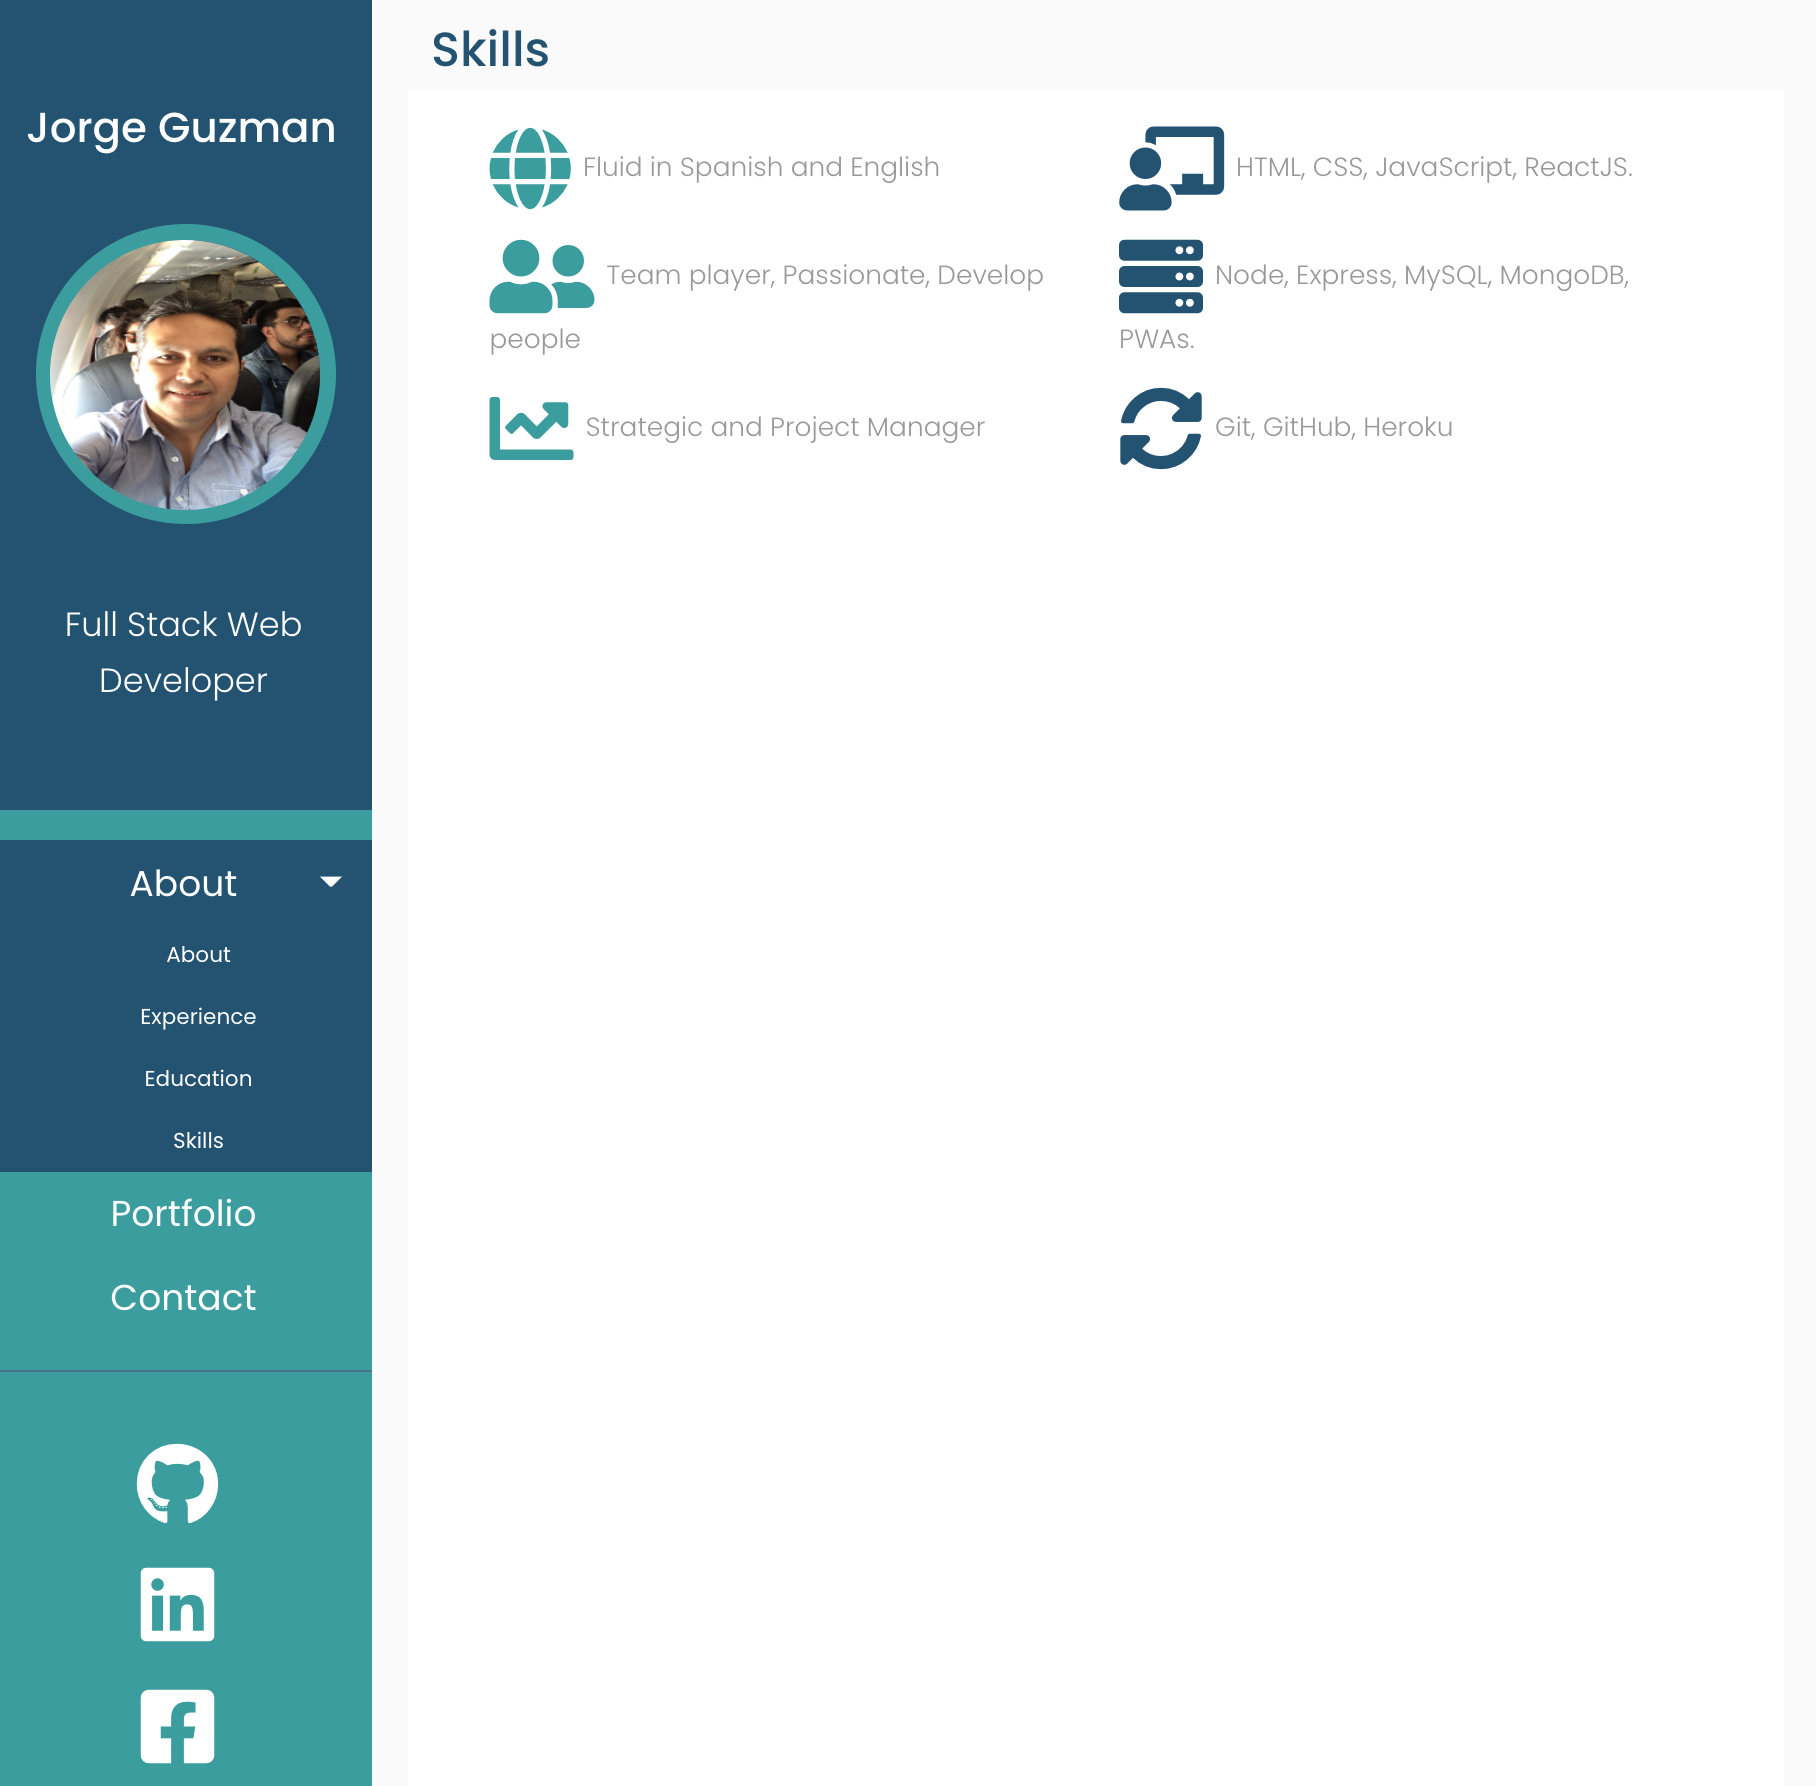 Jorge Guzman
Full Stack Web
Developer
About
About
Experience
Education
Skills
Portfolio
Contact
Skills
Fluid in Spanish and English
Team player, Passionate, Develop
people
Strategic and Project Manager
HTML, CSS, JavaScript, ReactJS.
Node, Express, MySQL, MongoDB,
PWAs.
Git, GitHub, Heroku